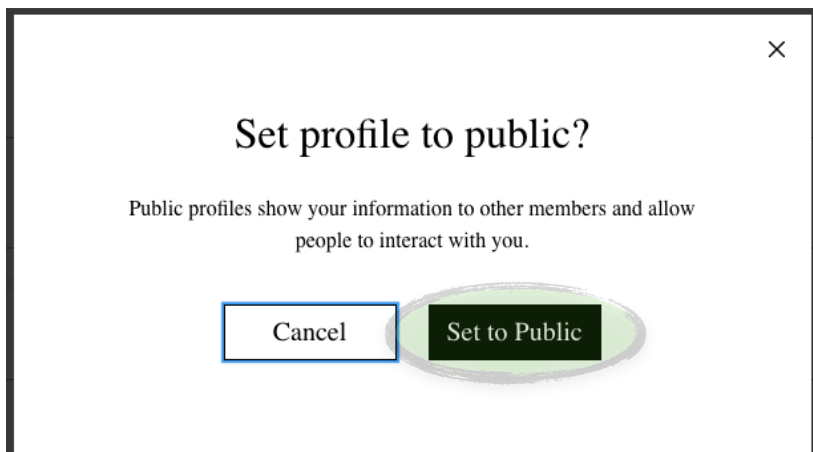 Set profile to public?
Public profiles show your information to other members and allow
people to interact with you.
Cancel
Set to Public